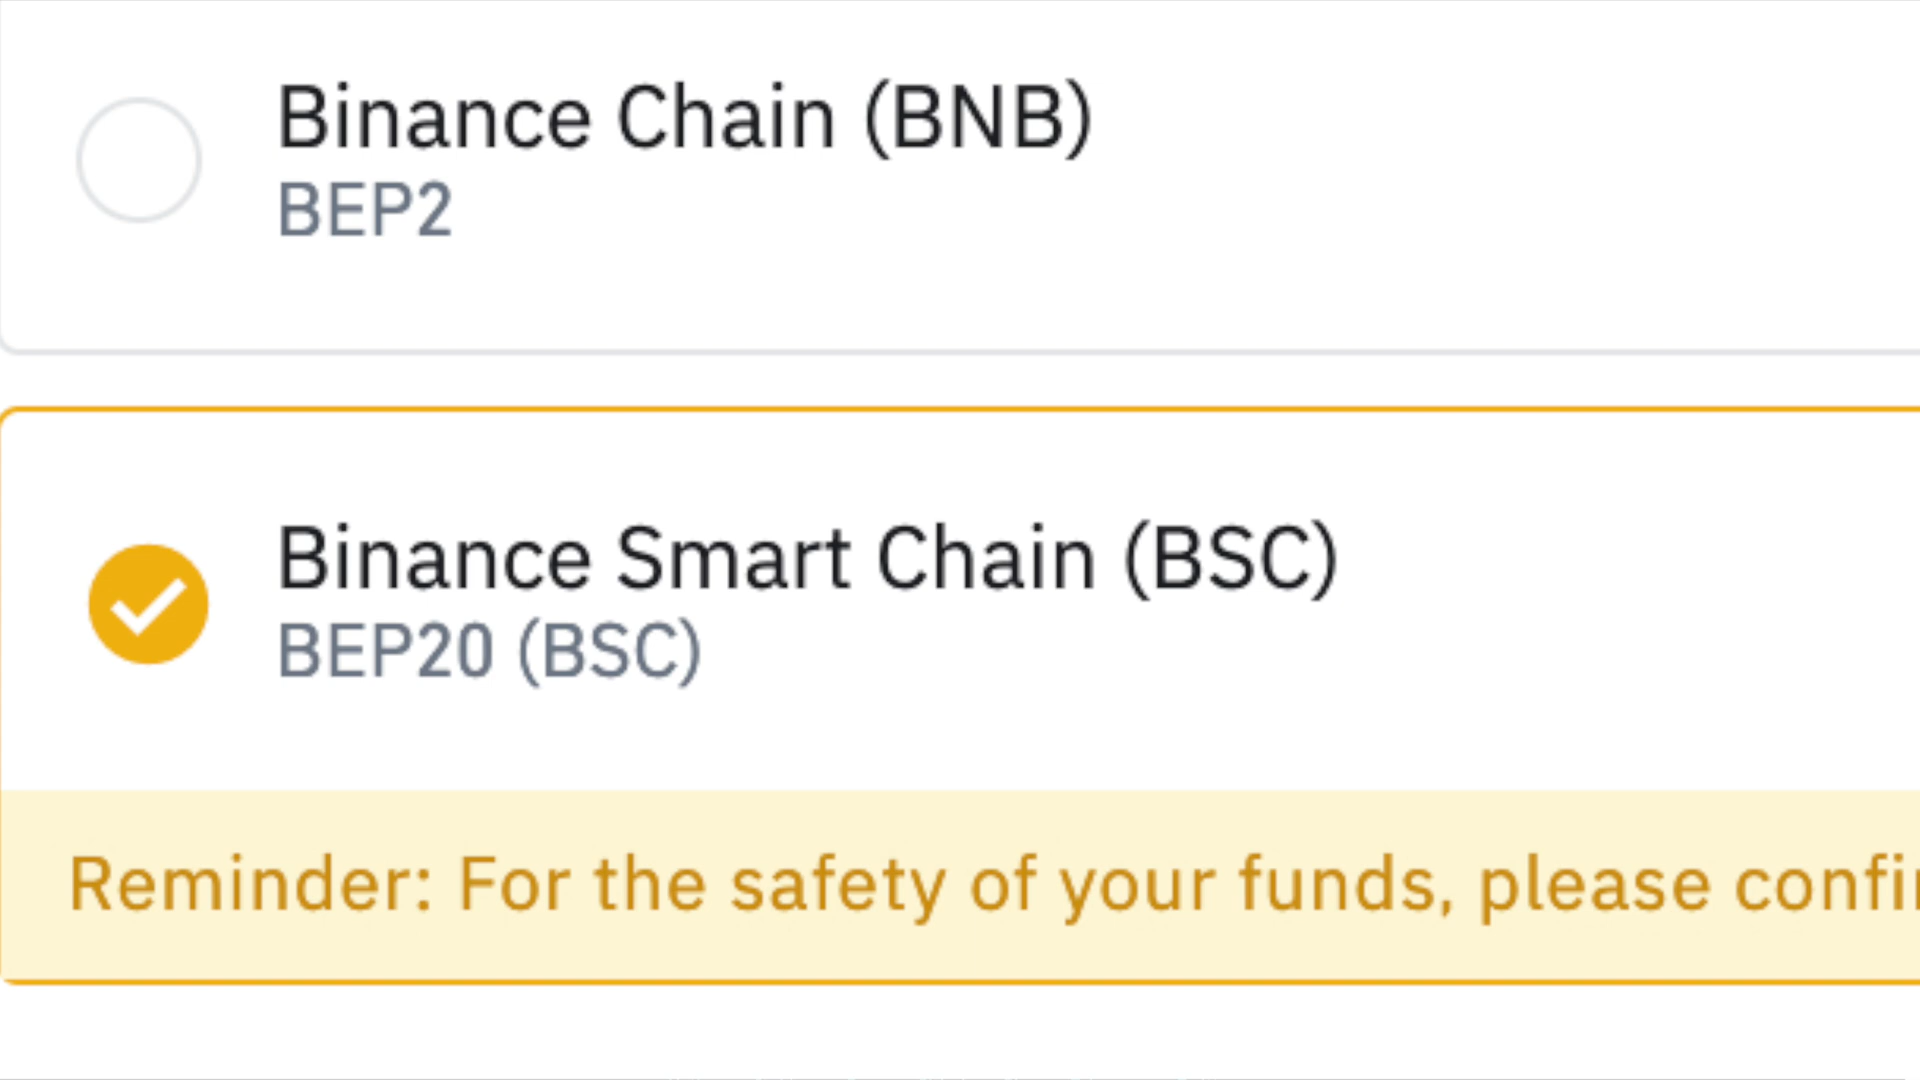 Binance Chain (BNB)
BEP2
Binance Smart Chain (BSC)
BEP20 (BSC)
Reminder: For the safety of your funds, please